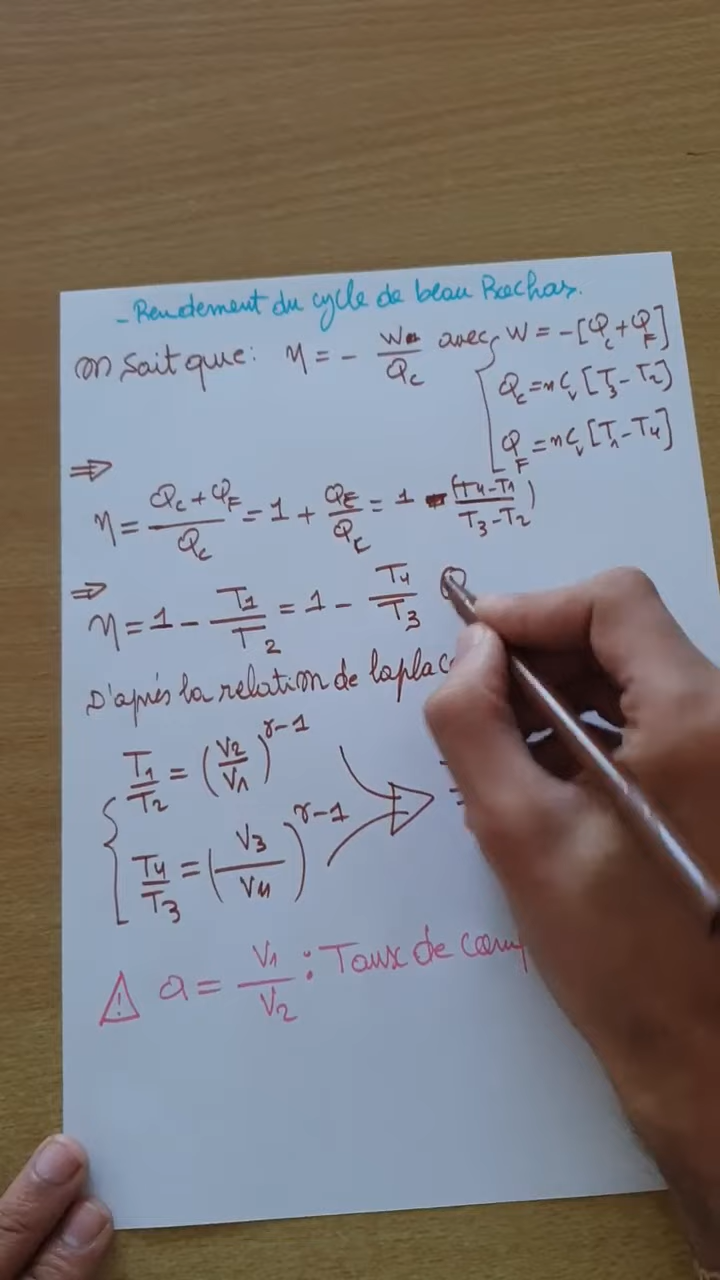 - Rendement du cycle de beau Rochas.
on sait que : η = - W/Qc avec W = -[Qc + QF]
Qc = nCv [T3 - T2]
QF = nCv [T1 - T4]
⇒
η = (Qc + QF)/Qc = 1 + QF/Qc = 1 - (T4 - T1)/(T3 - T2)
⇒
η = 1 - T1/T2 = 1 - T4/T3
D'après la relation de laplac
T1/T2 = (V2/V1)^(γ-1)
T4/T3 = (V3/V4)^(γ-1)
⚠ a = V1/V2 : Taux de comp